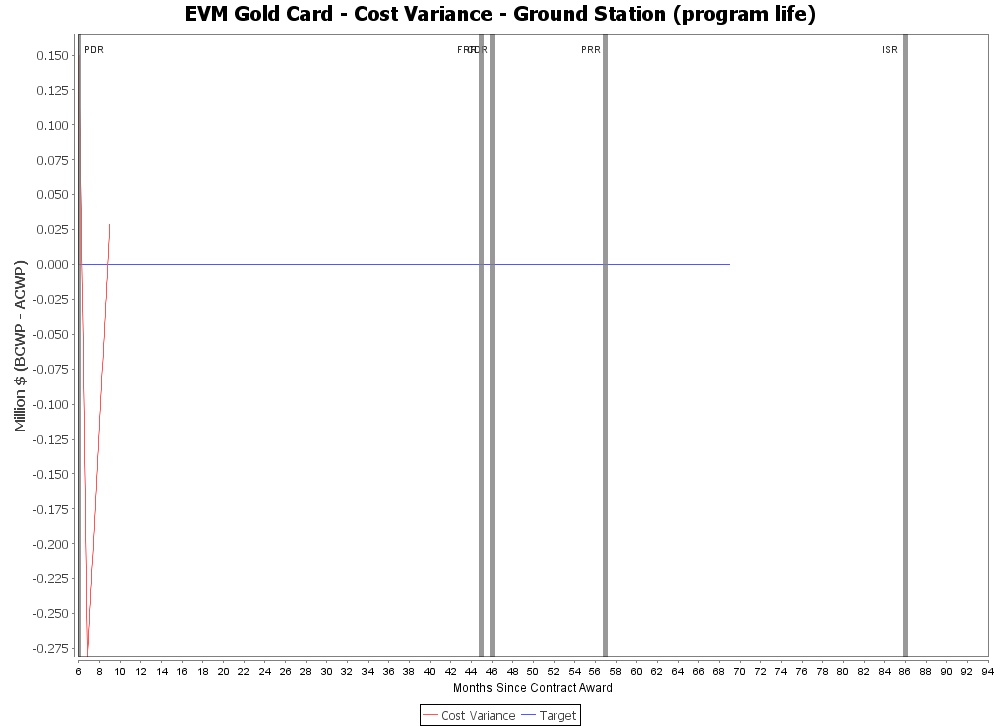 EVM Gold Card - Cost Variance - Ground Station (program life)
PDR
FRR
CDR
PRR
ISR
0.150
0.125
0.100
0.075
0.050
0.025
0.000
-0.025
-0.050
-0.075
-0.100
-0.125
-0.150
-0.175
-0.200
-0.225
-0.250
-0.275
Million $ (BCWP - ACWP)
6 8 10 12 14 16 18 20 22 24 26 28 30 32 34 36 38 40 42 44 46 48 50 52 54 56 58 60 62 64 66 68 70 72 74 76 78 80 82 84 86 88 90 92 94
Months Since Contract Award
Cost Variance Target